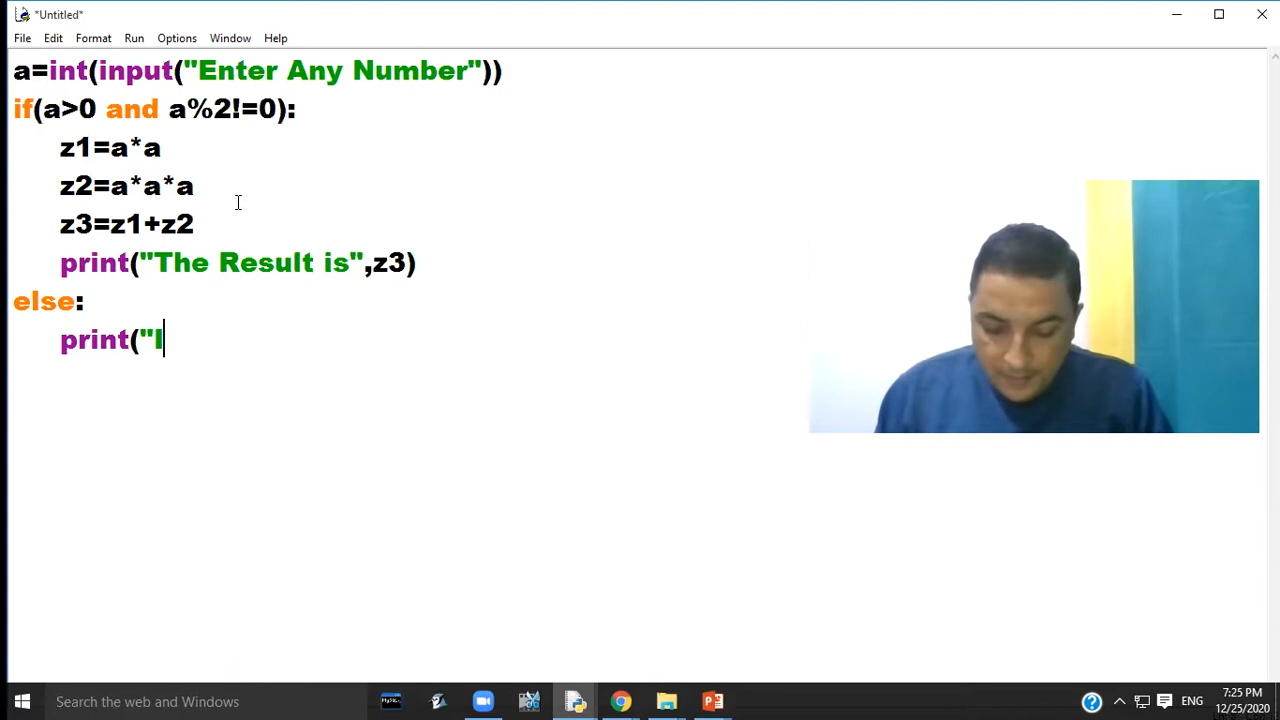 *Untitled*
File Edit Format Run Options Window Help
a=int(input("Enter Any Number"))
if(a>0 and a%2!=0):
z1=a*a
z2=a*a*a
z3=z1+z2
print("The Result is",z3)
else:
print("I
Search the web and Windows
MySQL
ENG
7:25 PM
12/25/2020